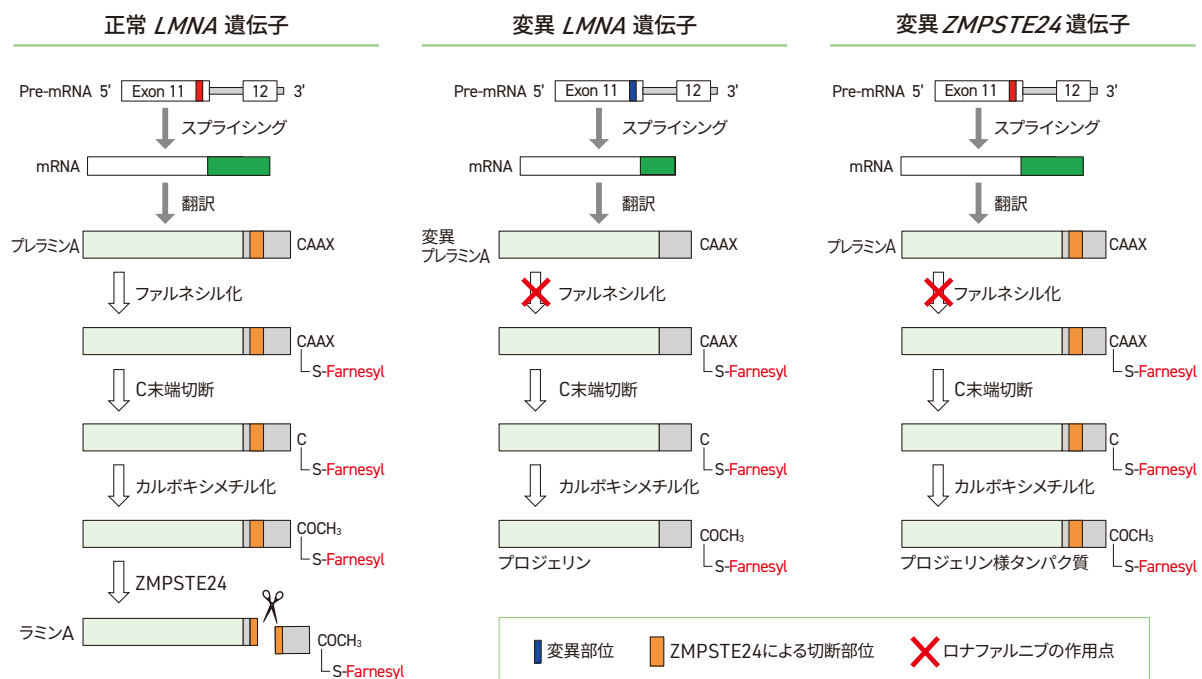 正常 LMNA 遺伝子
Pre-mRNA 5' Exon 11 12 3'
スプライシング
mRNA
翻訳
プレラミンA CAAX
ファルネシル化
CAAX
S-Farnesyl
C末端切断
C
S-Farnesyl
カルボキシメチル化
COCH₃
S-Farnesyl
ZMPSTE24
ラミンA
COCH₃
S-Farnesyl
変異 LMNA 遺伝子
Pre-mRNA 5' Exon 11 12 3'
スプライシング
mRNA
翻訳
変異
プレラミンA
CAAX
ファルネシル化
CAAX
S-Farnesyl
C末端切断
C
S-Farnesyl
カルボキシメチル化
COCH₃
プロジェリン
S-Farnesyl
変異 ZMPSTE24 遺伝子
Pre-mRNA 5' Exon 11 12 3'
スプライシング
mRNA
翻訳
プレラミンA CAAX
ファルネシル化
CAAX
S-Farnesyl
C末端切断
C
S-Farnesyl
カルボキシメチル化
COCH₃
プロジェリン様タンパク質
S-Farnesyl
変異部位 ZMPSTE24による切断部位 ロナファルニブの作用点